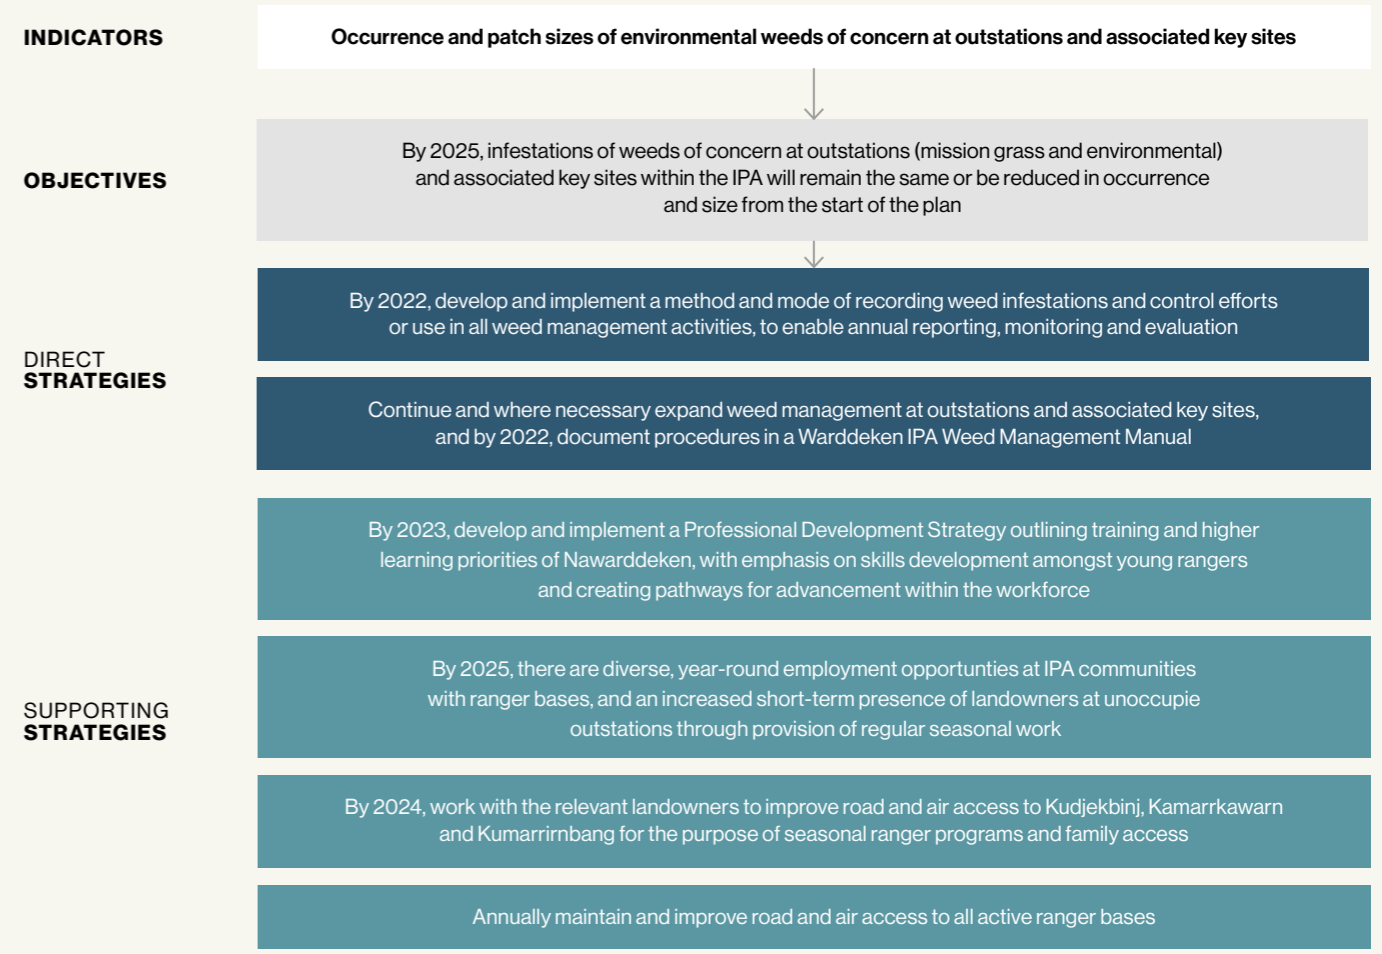 INDICATORS
Occurrence and patch sizes of environmental weeds of concern at outstations and associated key sites
OBJECTIVES
By 2025, infestations of weeds of concern at outstations (mission grass and environmental)
and associated key sites within the IPA will remain the same or be reduced in occurrence
and size from the start of the plan
DIRECT
STRATEGIES
By 2022, develop and implement a method and mode of recording weed infestations and control efforts
or use in all weed management activities, to enable annual reporting, monitoring and evaluation
Continue and where necessary expand weed management at outstations and associated key sites,
and by 2022, document procedures in a Warddeken IPA Weed Management Manual
SUPPORTING
STRATEGIES
By 2023, develop and implement a Professional Development Strategy outlining training and higher
learning priorities of Nawarddeken, with emphasis on skills development amongst young rangers
and creating pathways for advancement within the workforce
By 2025, there are diverse, year-round employment opportunties at IPA communities
with ranger bases, and an increased short-term presence of landowners at unoccupie
outstations through provision of regular seasonal work
By 2024, work with the relevant landowners to improve road and air access to Kudjekbinj, Kamarrkawarn
and Kumarrirnbang for the purpose of seasonal ranger programs and family access
Annually maintain and improve road and air access to all active ranger bases